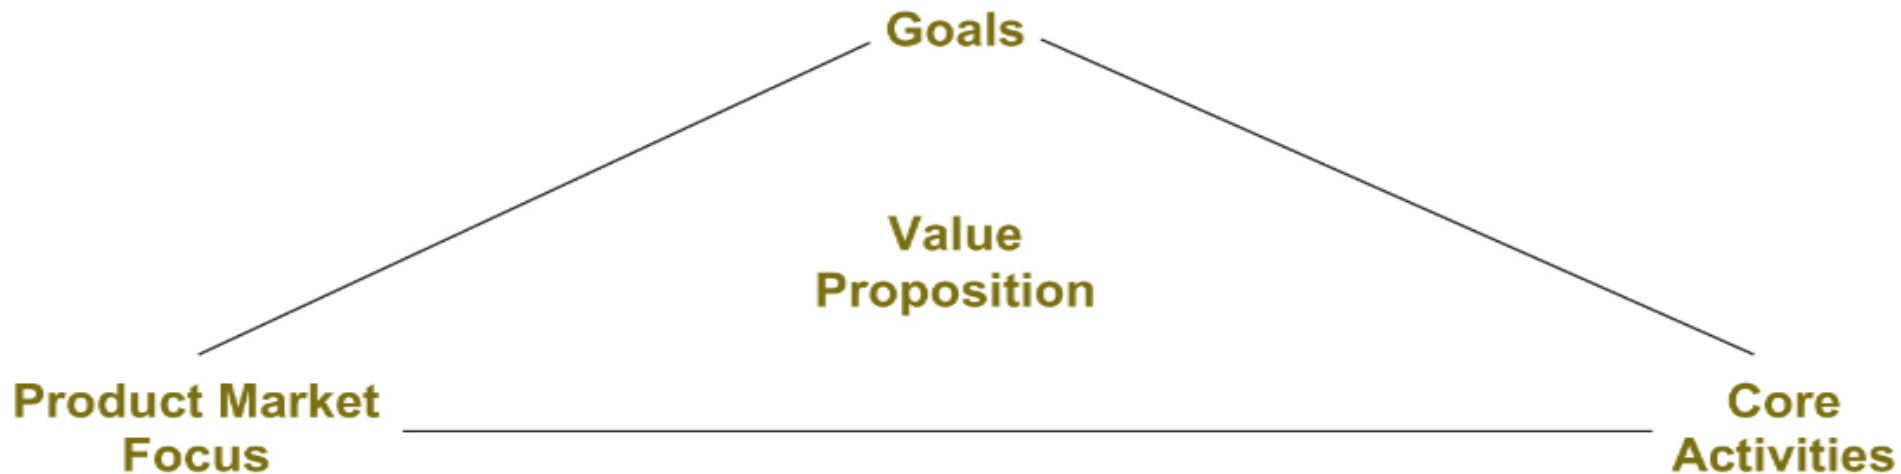 Goals
Value
Proposition
Product Market
Focus
Core
Activities